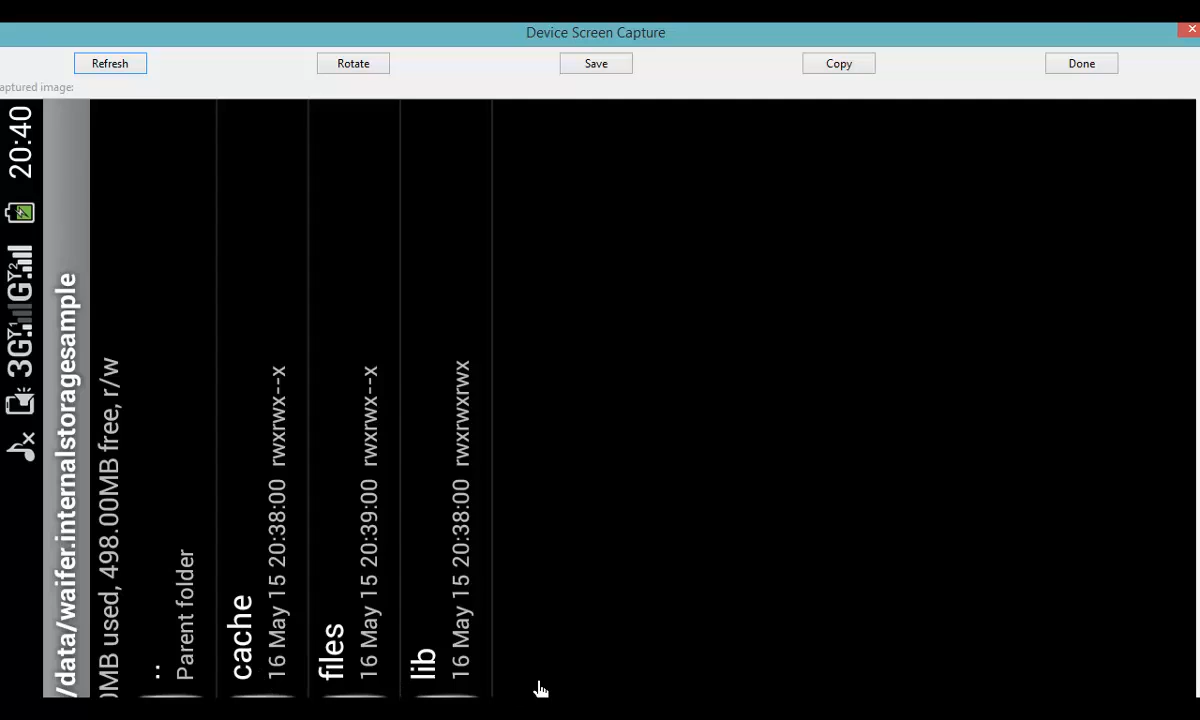 Device Screen Capture
Refresh
Rotate
Save
Copy
Done
aptured image:
20:40
3G
/data/waifer.internalstoragesample
0MB used, 498.00MB free, r/w
..
Parent folder
cache
16 May 15 20:38:00 rwxrwx--x
files
16 May 15 20:39:00 rwxrwx--x
lib
16 May 15 20:38:00 rwxrwxrwx